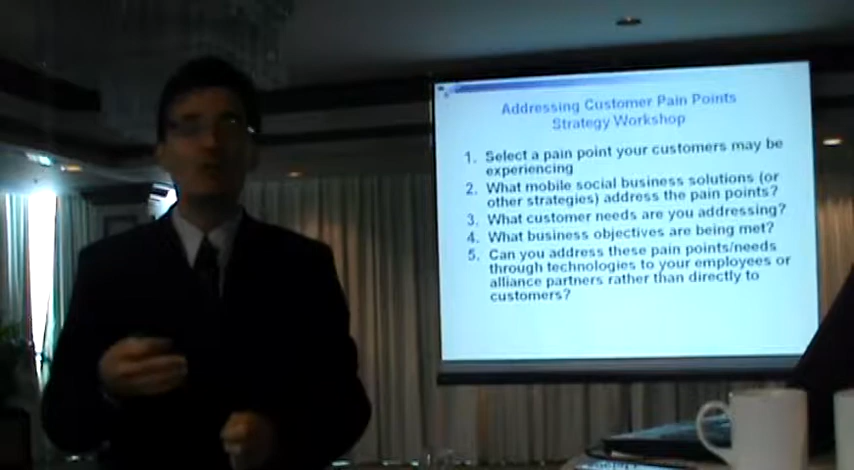 Addressing Customer Pain Points
Strategy Workshop
1. Select a pain point your customers may be
experiencing
2. What mobile social business solutions (or
other strategies) address the pain points?
3. What customer needs are you addressing?
4. What business objectives are being met?
5. Can you address these pain points/needs
through technologies to your employees or
alliance partners rather than directly to
customers?